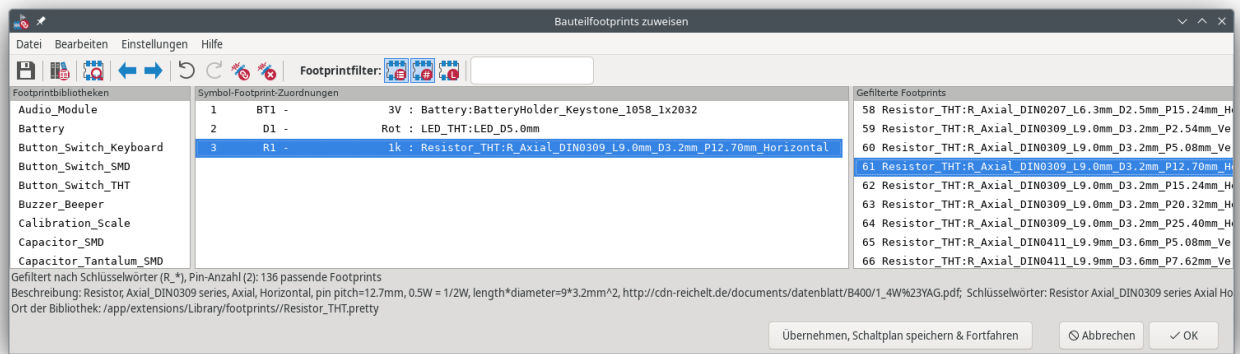 Bauteilfootprints zuweisen
Datei Bearbeiten Einstellungen Hilfe
Footprintfilter:
Footprintbibliotheken
Audio_Module
Battery
Button_Switch_Keyboard
Button_Switch_SMD
Button_Switch_THT
Buzzer_Beeper
Calibration_Scale
Capacitor_SMD
Capacitor_Tantalum_SMD
Symbol-Footprint-Zuordnungen
1 BT1 - 3V : Battery:BatteryHolder_Keystone_1058_1x2032
2 D1 - Rot : LED_THT:LED_D5.0mm
3 R1 - 1k : Resistor_THT:R_Axial_DIN0309_L9.0mm_D3.2mm_P12.70mm_Horizontal
Gefilterte Footprints
58 Resistor_THT:R_Axial_DIN0207_L6.3mm_D2.5mm_P15.24mm_H
59 Resistor_THT:R_Axial_DIN0309_L9.0mm_D3.2mm_P2.54mm_Ve
60 Resistor_THT:R_Axial_DIN0309_L9.0mm_D3.2mm_P5.08mm_Ve
61 Resistor_THT:R_Axial_DIN0309_L9.0mm_D3.2mm_P12.70mm_H
62 Resistor_THT:R_Axial_DIN0309_L9.0mm_D3.2mm_P15.24mm_H
63 Resistor_THT:R_Axial_DIN0309_L9.0mm_D3.2mm_P20.32mm_H
64 Resistor_THT:R_Axial_DIN0309_L9.0mm_D3.2mm_P25.40mm_H
65 Resistor_THT:R_Axial_DIN0411_L9.9mm_D3.6mm_P5.08mm_Ve
66 Resistor_THT:R_Axial_DIN0411_L9.9mm_D3.6mm_P7.62mm_Ve
Gefiltert nach Schlüsselwörter (R_*), Pin-Anzahl (2): 136 passende Footprints
Beschreibung: Resistor, Axial_DIN0309 series, Axial, Horizontal, pin pitch=12.7mm, 0.5W = 1/2W, length*diameter=9*3.2mm^2, http://cdn-reichelt.de/documents/datenblatt/B400/1_4W%23YAG.pdf; Schlüsselwörter: Resistor Axial_DIN0309 series Axial Ho
Ort der Bibliothek: /app/extensions/Library/footprints//Resistor_THT.pretty
Übernehmen, Schaltplan speichern & Fortfahren Abbrechen OK